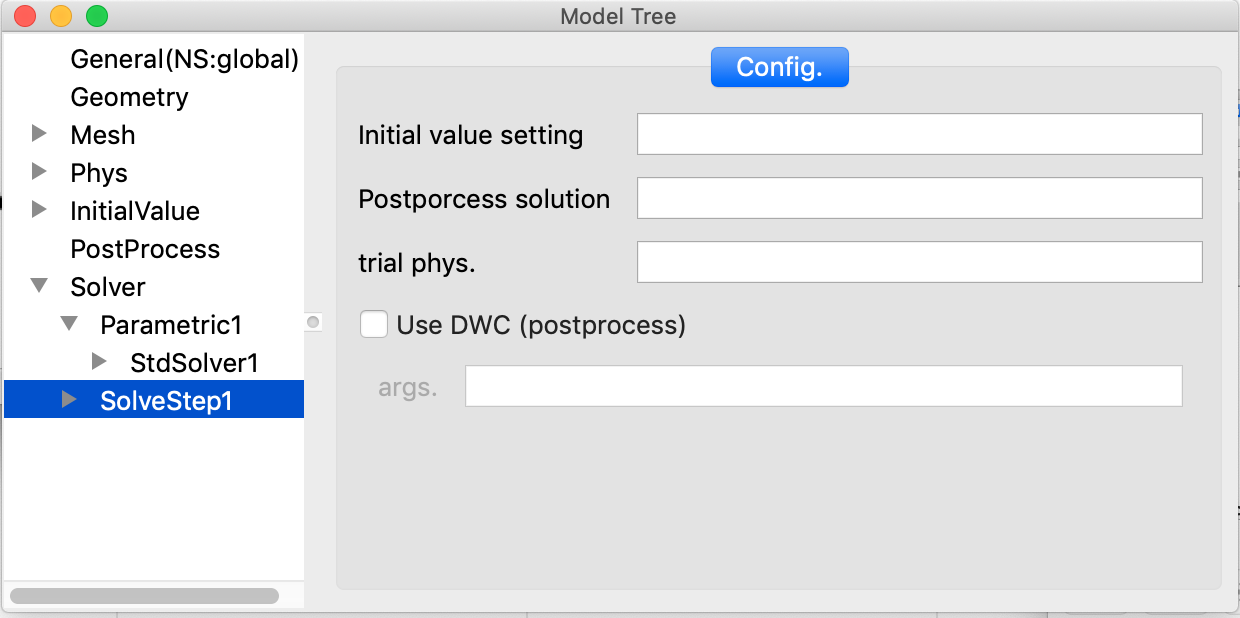 Model Tree
General(NS:global)
Geometry
Mesh
Phys
InitialValue
PostProcess
Solver
Parametric1
StdSolver1
SolveStep1
Config.
Initial value setting
Postporcess solution
trial phys.
Use DWC (postprocess)
args.